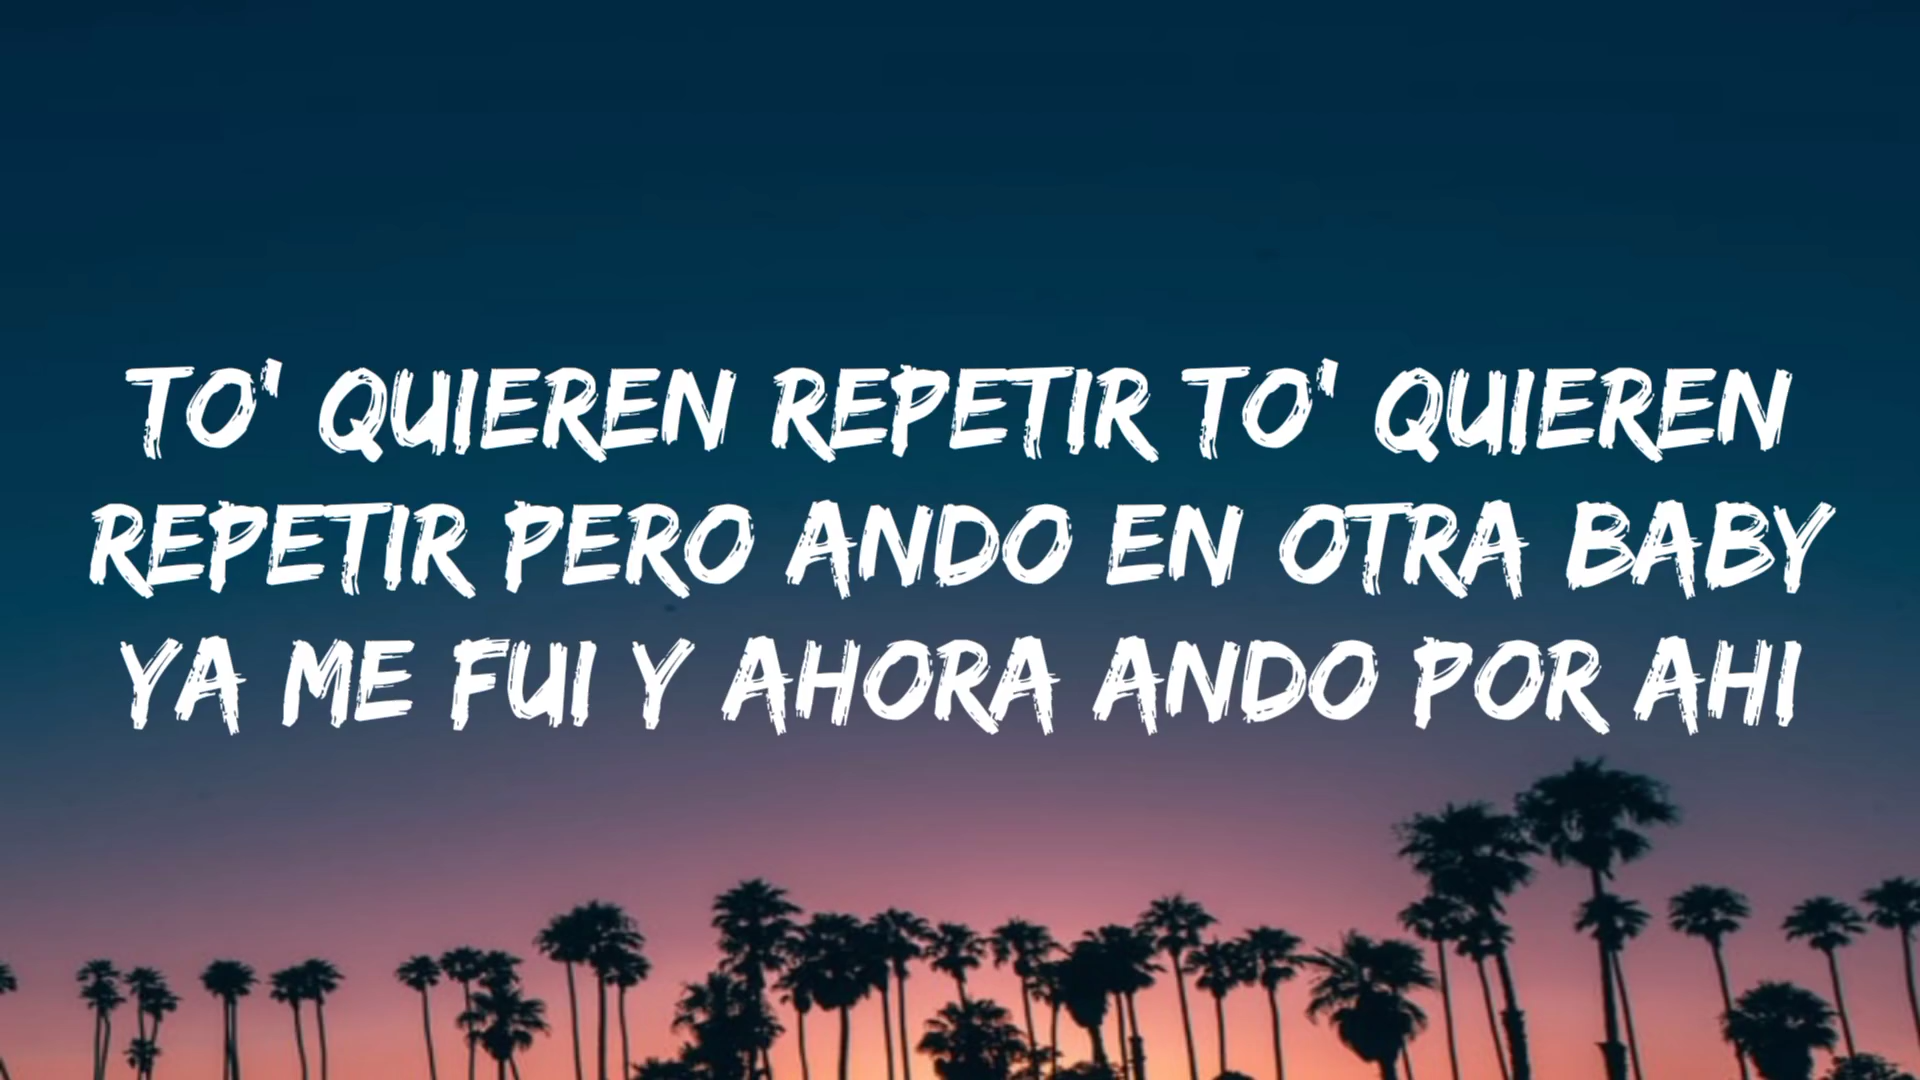 TO' QUIEREN REPETIR TO' QUIEREN
REPETIR PERO ANDO EN OTRA BABY
YA ME FUI Y AHORA ANDO POR AHI